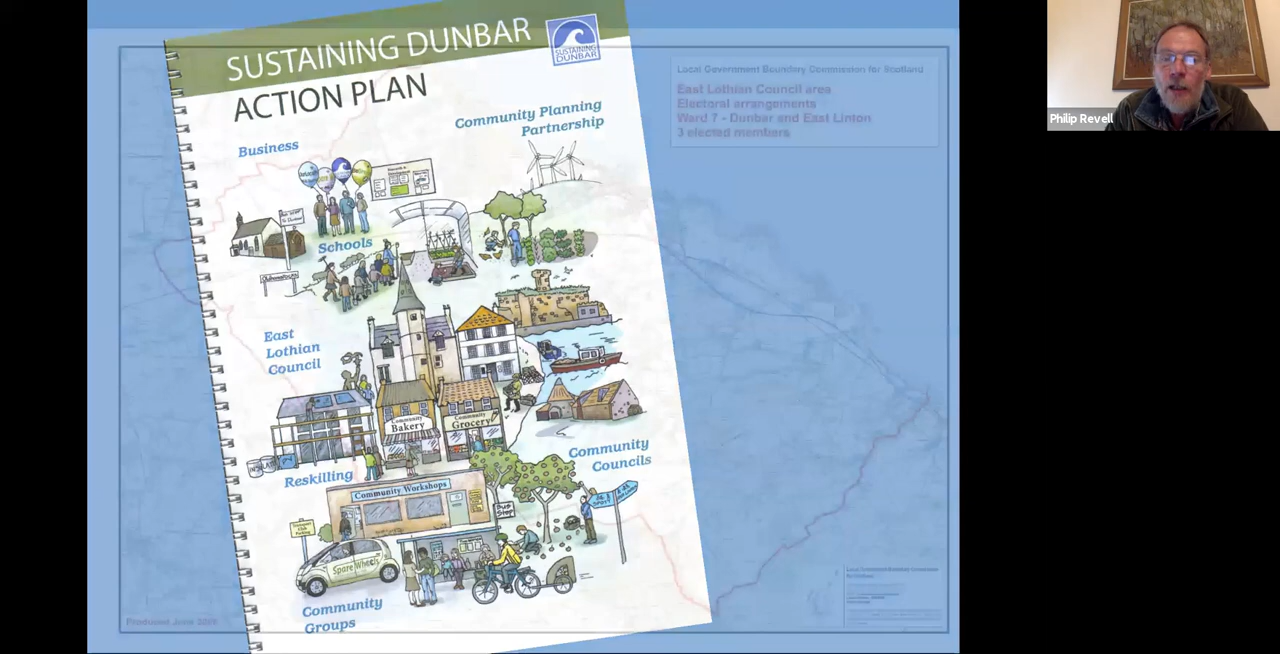 SUSTAINING DUNBAR
ACTION PLAN
SUSTAINING
DUNBAR
Community Planning
Partnership
Business
Schools
East
Lothian
Council
Community
Bakery
Community
Grocery
Community
Councils
Reskilling
Community Workshops
Bus
Stop
Spare Wheels
Community
Groups
Local Government Boundary Commission for Scotland
East Lothian Council area
Electoral arrangements
Ward 7 - Dunbar and East Linton
3 elected members
Philip Revell